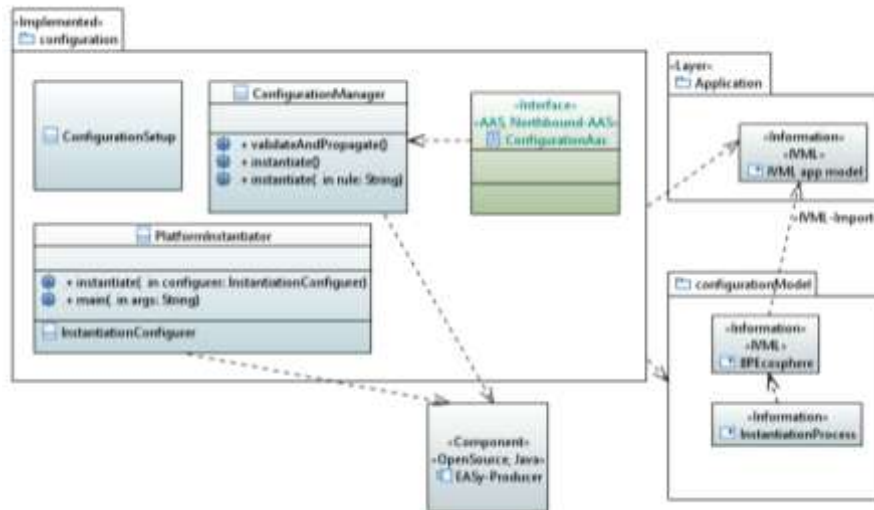 «Implemented»
configuration
ConfigurationSetup
ConfigurationManager
+ validateAndPropagate()
+ instantiate()
+ instantiate( in rule: String)
«Interface»
«AAS, Northbound-AAS»
ConfigurationAas
PlatformInstantiator
+ instantiate( in configurer: InstantiationConfigurer)
+ main( in args: String)
InstantiationConfigurer
«Component»
«OpenSource, Java»
EASy-Producer
«Layer»
Application
«Information»
«IVML»
IVML app model
«IVML-Import
configurationModel
«Information»
«IVML»
IIPEcosphere
«Information»
InstantiationProcess